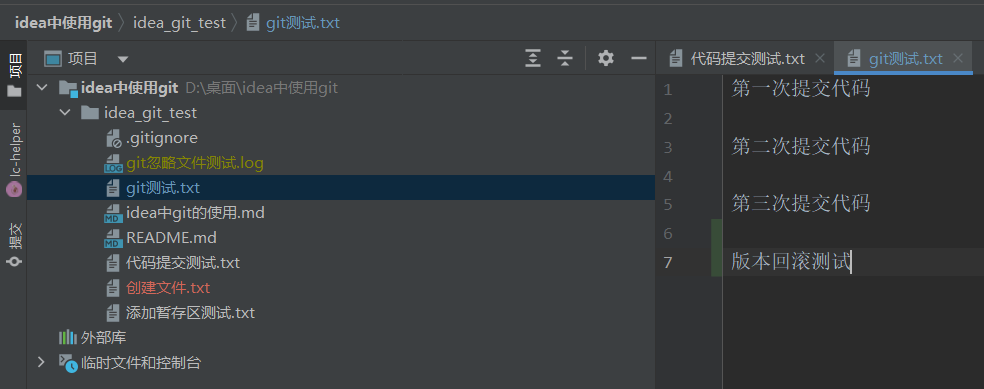 idea中使用git 〉 idea_git_test 〉 git测试.txt
项目
lc-helper
提交
项目
idea中使用git D:\桌面\idea中使用git
idea_git_test
.gitignore
LOG git忽略文件测试.log
git测试.txt
MD idea中git的使用.md
MD README.md
代码提交测试.txt
创建文件.txt
添加暂存区测试.txt
外部库
临时文件和控制台
代码提交测试.txt git测试.txt
1 第一次提交代码
2
3 第二次提交代码
4
5 第三次提交代码
6
7 版本回滚测试